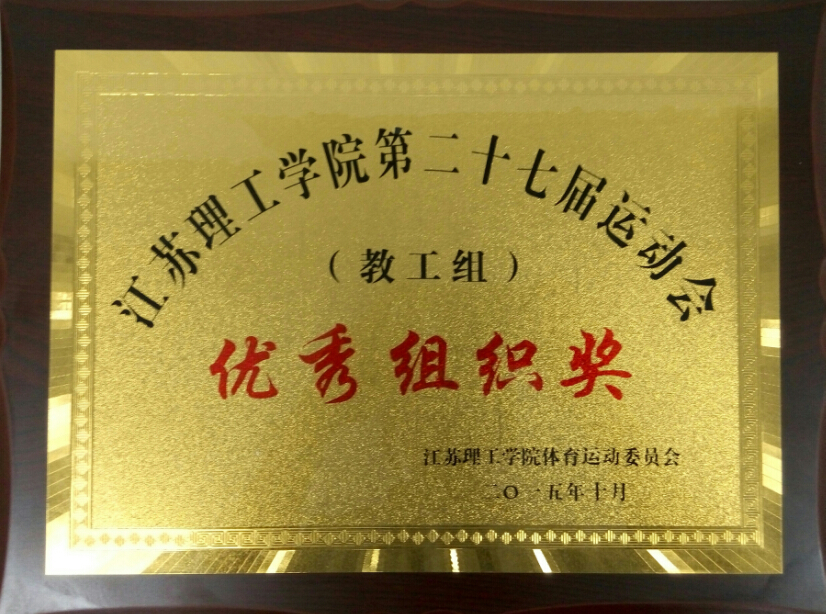 江苏理工学院第二十七届运动会
（教工组）
优秀组织奖
江苏理工学院体育运动委员会
二〇一五年十月